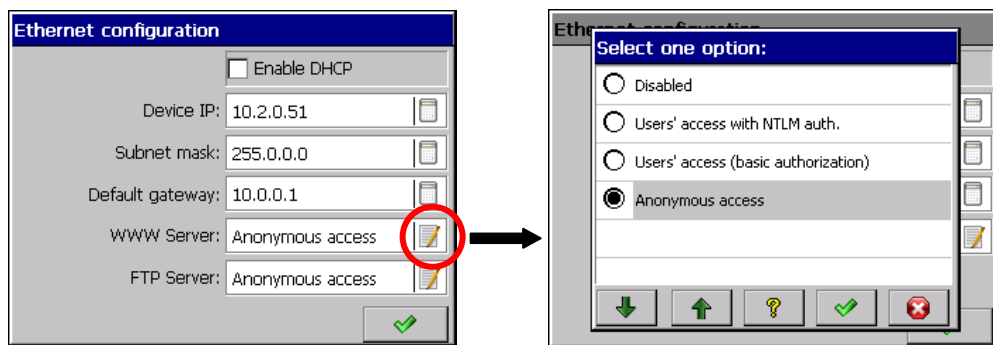 Ethernet configuration
Enable DHCP
Device IP: 10.2.0.51
Subnet mask: 255.0.0.0
Default gateway: 10.0.0.1
WWW Server: Anonymous access
FTP Server: Anonymous access
Select one option:
Disabled
Users' access with NTLM auth.
Users' access (basic authorization)
Anonymous access